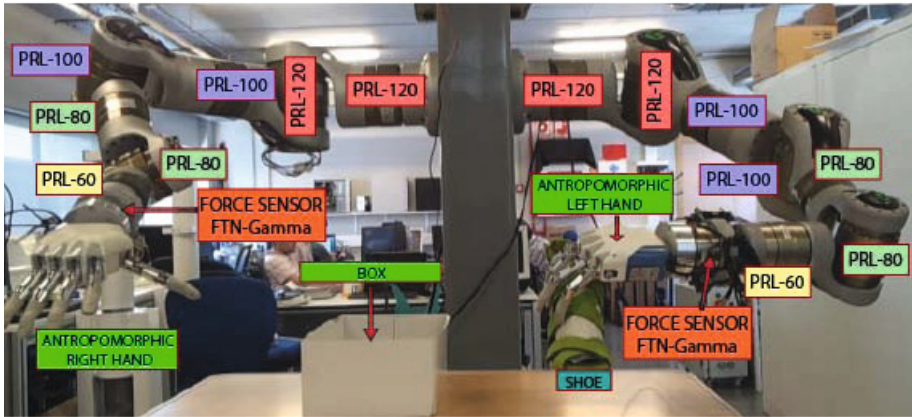 PRL-100
PRL-100
PRL-120
PRL-120
PRL-80
PRL-80
PRL-60
FORCE SENSOR
FTN-Gamma
BOX
ANTROPOMORPHIC
RIGHT HAND
PRL-120
PRL-120
PRL-100
PRL-100
PRL-80
ANTROPOMORPHIC
LEFT HAND
PRL-80
PRL-60
FORCE SENSOR
FTN-Gamma
SHOE